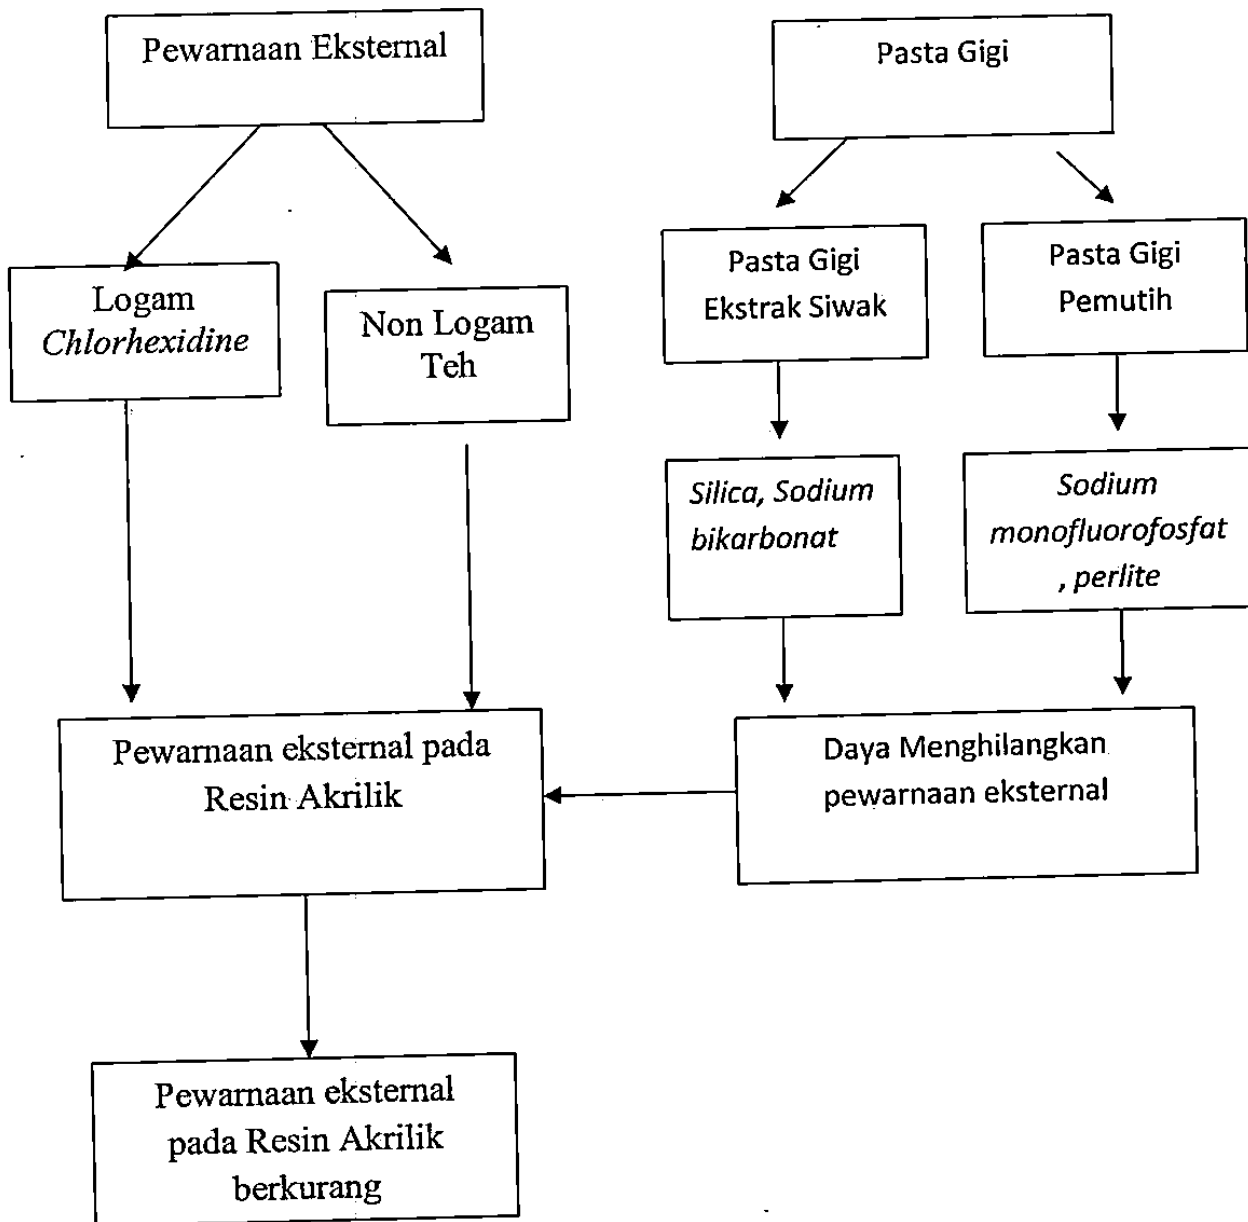 Pewarnaan Eksternal
Pasta Gigi
Logam
Chlorhexidine
Non Logam
Teh
Pasta Gigi
Ekstrak Siwak
Pasta Gigi
Pemutih
Silica, Sodium
bikarbonat
Sodium
monofluorofosfat
, perlite
Pewarnaan eksternal pada
Resin Akrilik
Daya Menghilangkan
pewarnaan eksternal
Pewarnaan eksternal
pada Resin Akrilik
berkurang